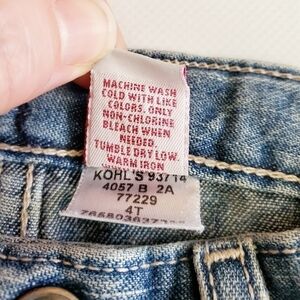 MACHINE WASH
COLD WITH LIKE
COLORS. ONLY
NON-CHLORINE
BLEACH WHEN
NEEDED.
TUMBLE DRY LOW.
WARM IRON
KOHL'S 93714
4057 B 2A
77229
4T